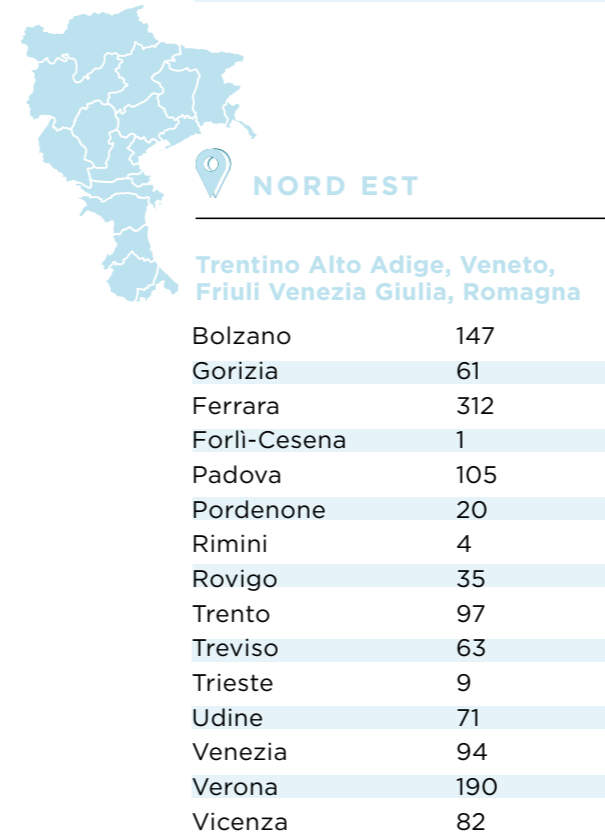 NORD EST
Trentino Alto Adige, Veneto,
Friuli Venezia Giulia, Romagna
Bolzano 147
Gorizia 61
Ferrara 312
Forlì-Cesena 1
Padova 105
Pordenone 20
Rimini 4
Rovigo 35
Trento 97
Treviso 63
Trieste 9
Udine 71
Venezia 94
Verona 190
Vicenza 82